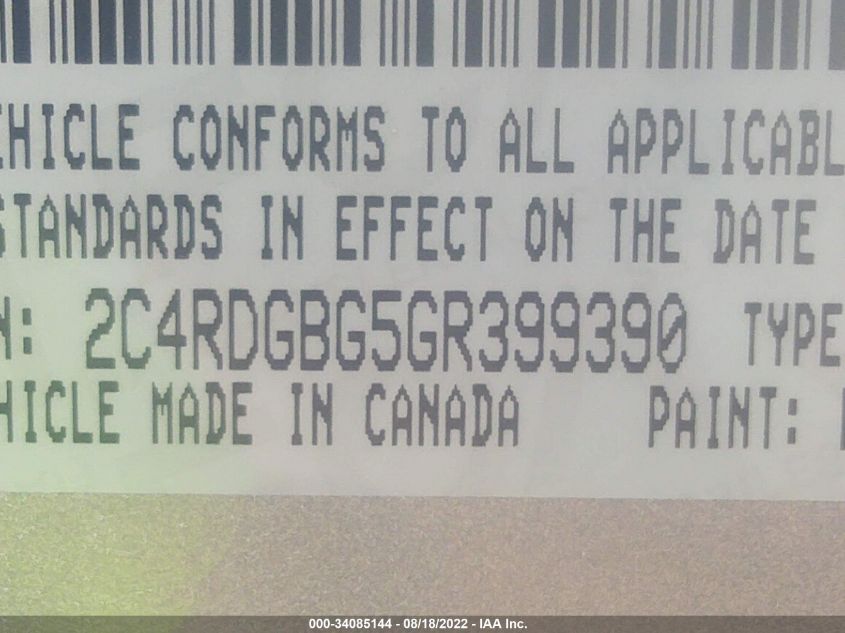 EHICLE CONFORMS TO ALL APPLICABL
STANDARDS IN EFFECT ON THE DATE
N: 2C4RDGBG5GR399390 TYPE
HICLE MADE IN CANADA PAINT:
000-34085144 - 08/18/2022 - IAA Inc.